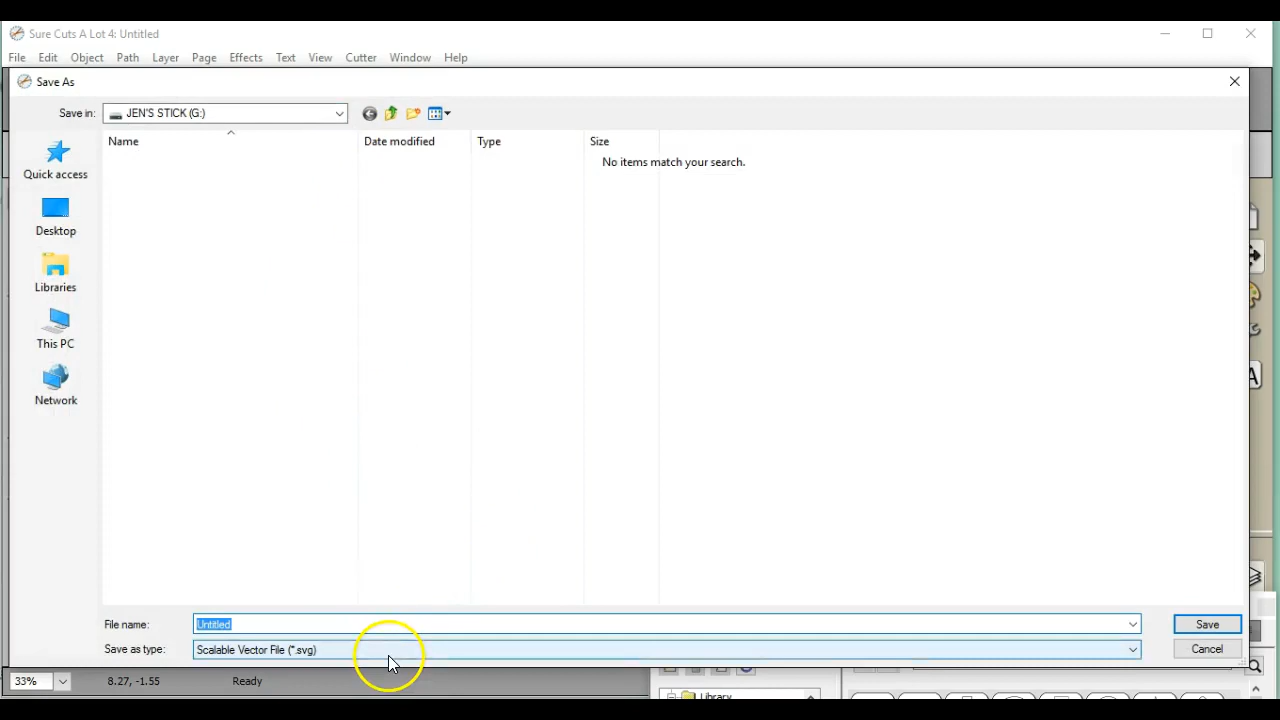 Sure Cuts A Lot 4: Untitled
File Edit Object Path Layer Page Effects Text View Cutter Window Help
Save As
Save in: JEN'S STICK (G:)
Name Date modified Type Size
No items match your search.
Quick access
Desktop
Libraries
This PC
Network
File name: Untitled Save
Save as type: Scalable Vector File (*.svg) Cancel
33% 8.27, -1.55 Ready
Library
A